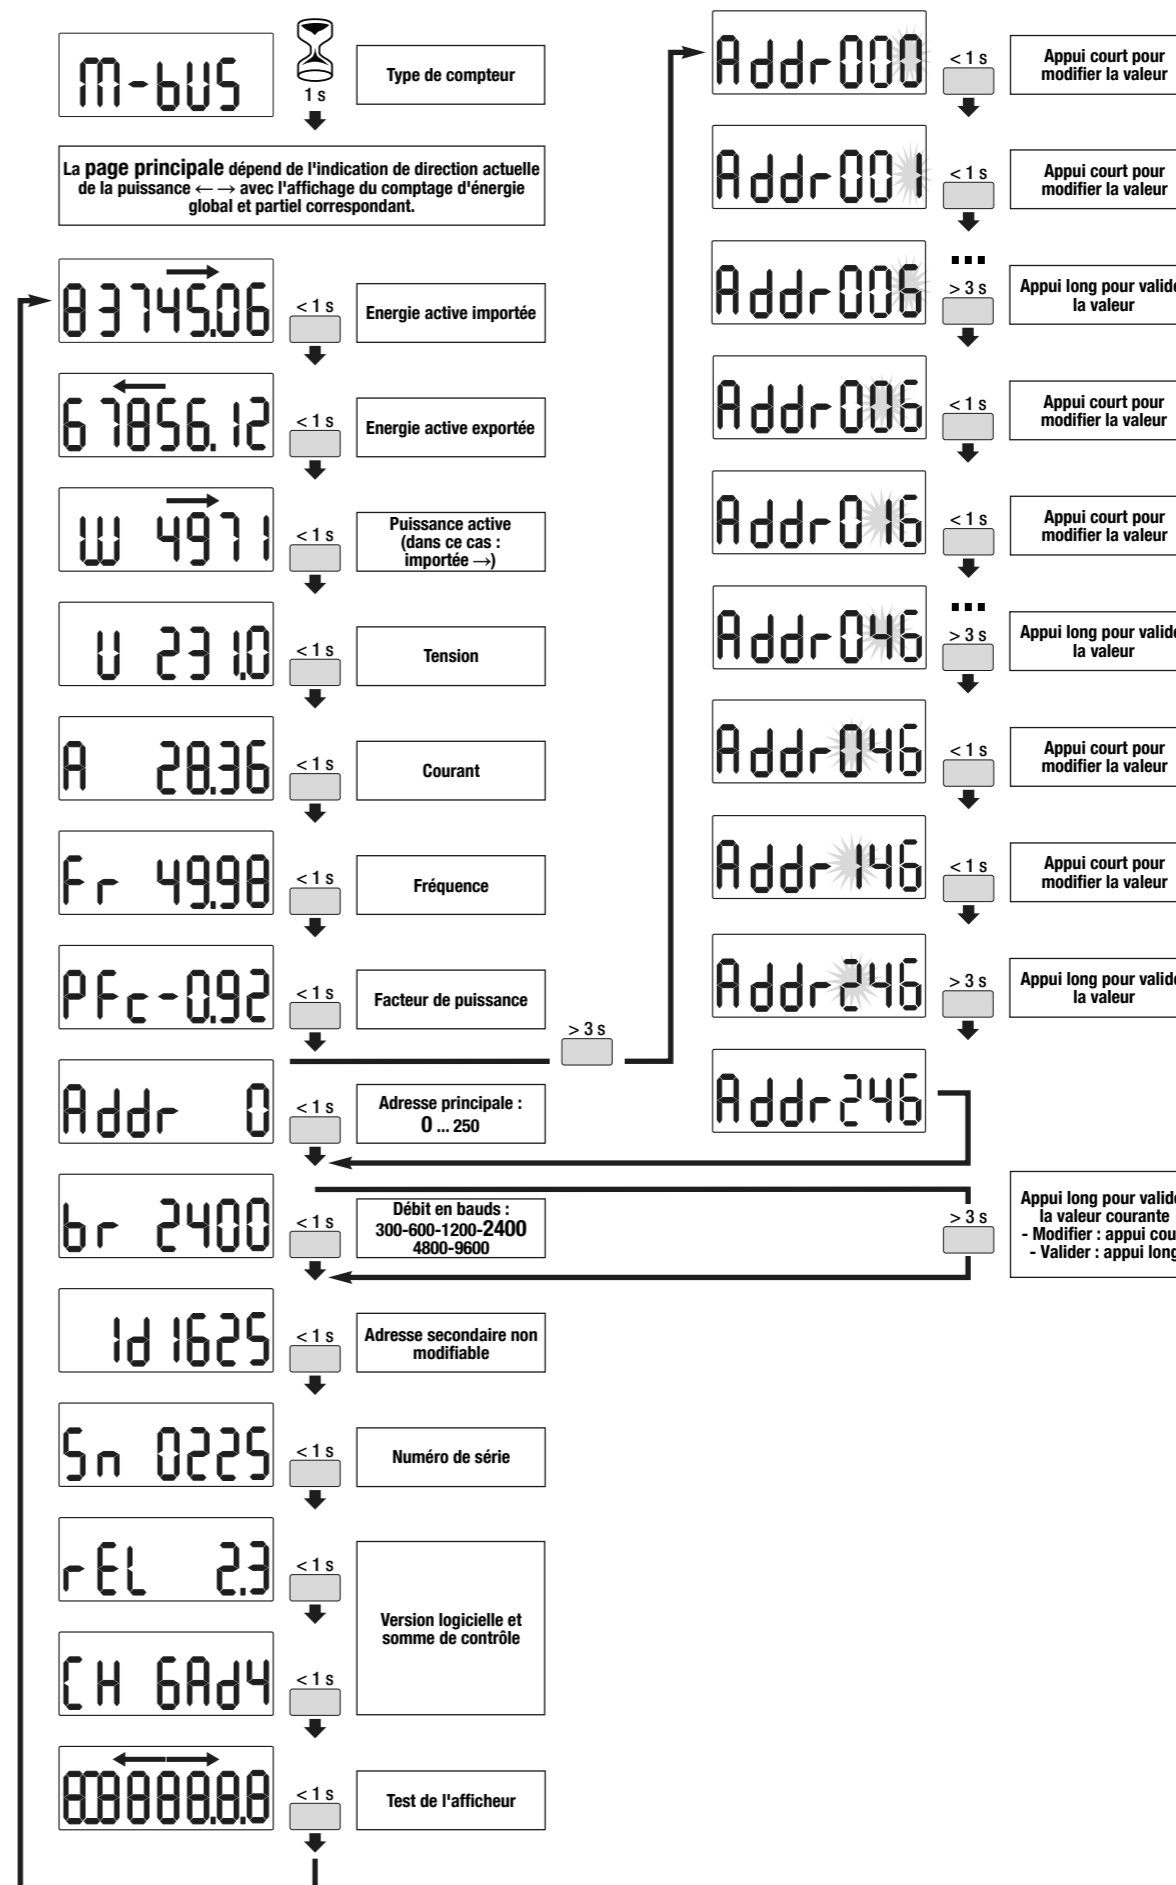 M-bUS
1 s
Type de compteur
La page principale dépend de l'indication de direction actuelle
de la puissance ←→ avec l'affichage du comptage d'énergie
global et partiel correspondant.
83745.06
< 1 s
Energie active importée
67856.12
< 1 s
Energie active exportée
W 4971
< 1 s
Puissance active
(dans ce cas :
importée →)
U 231.0
< 1 s
Tension
A 28.36
< 1 s
Courant
Fr 49.98
< 1 s
Fréquence
PFc-0.92
< 1 s
Facteur de puissance
> 3 s
Addr 0
< 1 s
Adresse principale :
0 ... 250
br 2400
< 1 s
Débit en bauds :
300-600-1200-2400
4800-9600
Id 1625
< 1 s
Adresse secondaire non
modifiable
Sn 0225
< 1 s
Numéro de série
rEL 2.3
< 1 s
CH 6Ad4
< 1 s
Version logicielle et
somme de contrôle
8.8.8888.8.8
< 1 s
Test de l'afficheur
Addr000
< 1 s
Appui court pour
modifier la valeur
Addr001
< 1 s
Appui court pour
modifier la valeur
Addr006
...
> 3 s
Appui long pour valide
la valeur
Addr006
< 1 s
Appui court pour
modifier la valeur
Addr016
< 1 s
Appui court pour
modifier la valeur
Addr046
...
> 3 s
Appui long pour valide
la valeur
Addr046
< 1 s
Appui court pour
modifier la valeur
Addr146
< 1 s
Appui court pour
modifier la valeur
Addr246
> 3 s
Appui long pour valide
la valeur
Addr246
> 3 s
Appui long pour valide
la valeur courante
- Modifier : appui cou
- Valider : appui long